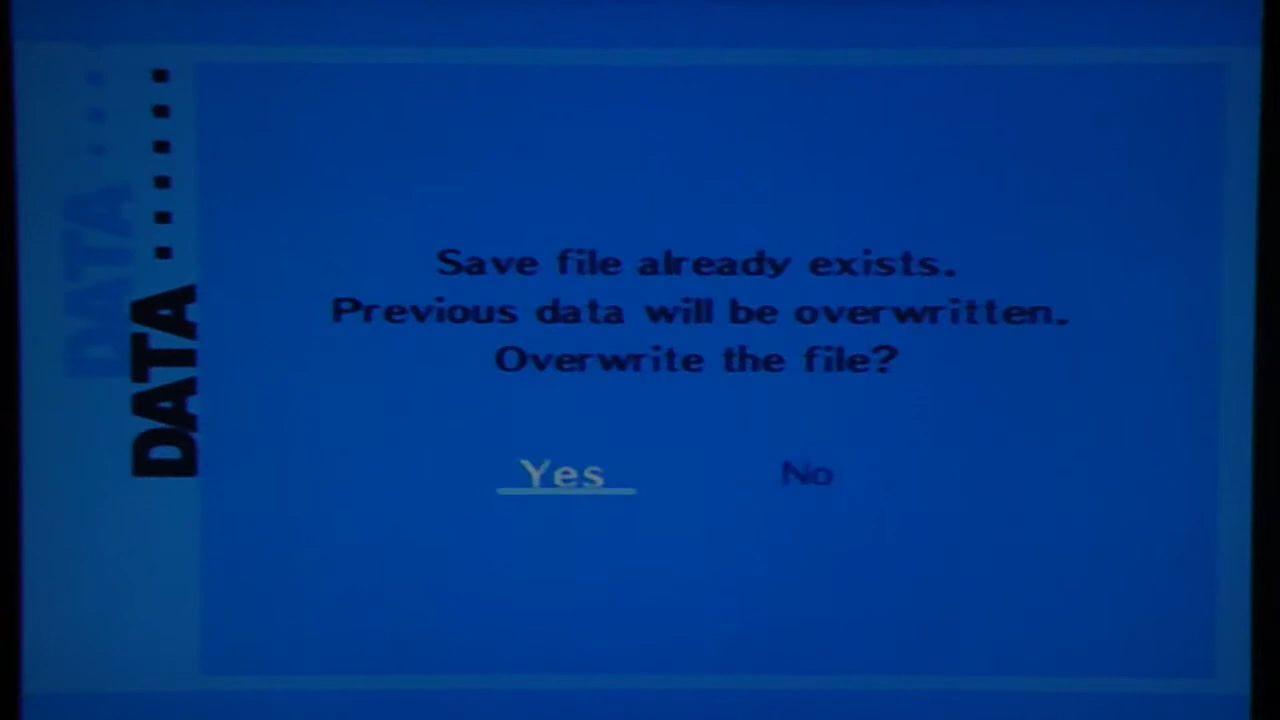 DATA
DATA
Save file already exists.
Previous data will be overwritten.
Overwrite the file?
Yes No